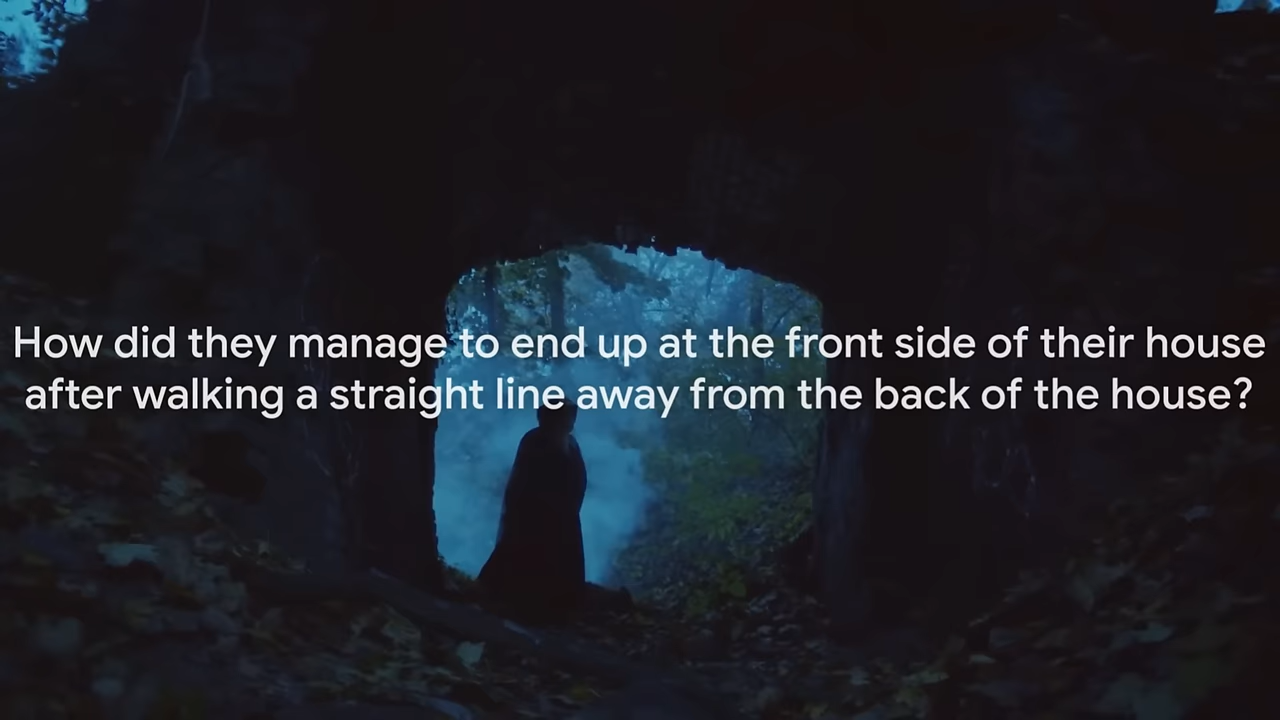 How did they manage to end up at the front side of their house
after walking a straight line away from the back of the house?